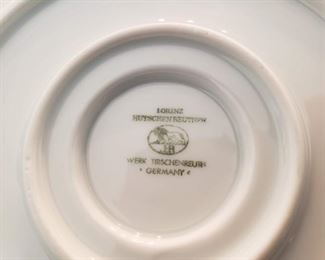 LORENZ
HUTSCHENREUTHER
WERK TIRSCHENREUTH
• GERMANY •